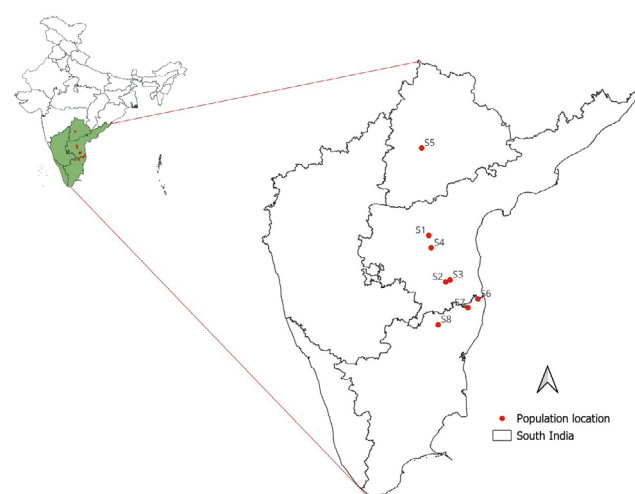 S5
S1
S4
S2 S3
S6
S7
S8
Population location
South India